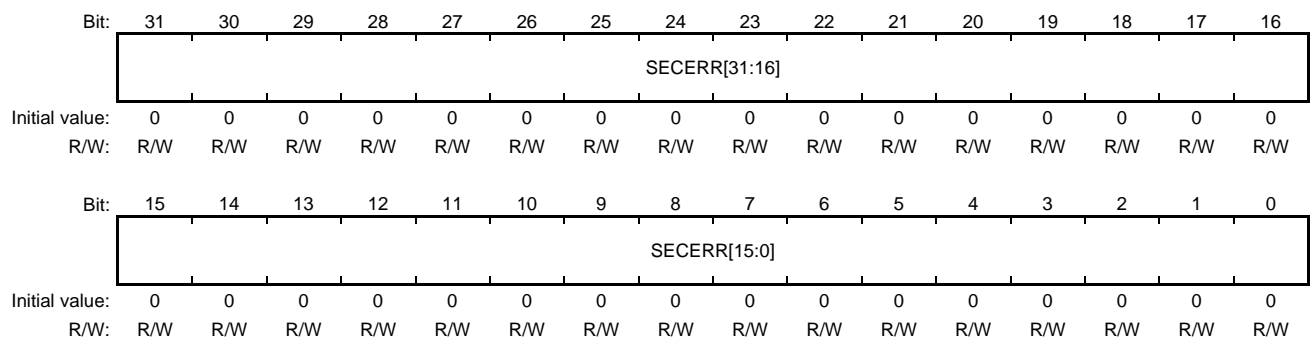 Bit: 31 30 29 28 27 26 25 24 23 22 21 20 19 18 17 16
SECERR[31:16]
Initial value: 0 0 0 0 0 0 0 0 0 0 0 0 0 0 0 0
R/W: R/W R/W R/W R/W R/W R/W R/W R/W R/W R/W R/W R/W R/W R/W R/W R/W
Bit: 15 14 13 12 11 10 9 8 7 6 5 4 3 2 1 0
SECERR[15:0]
Initial value: 0 0 0 0 0 0 0 0 0 0 0 0 0 0 0 0
R/W: R/W R/W R/W R/W R/W R/W R/W R/W R/W R/W R/W R/W R/W R/W R/W R/W